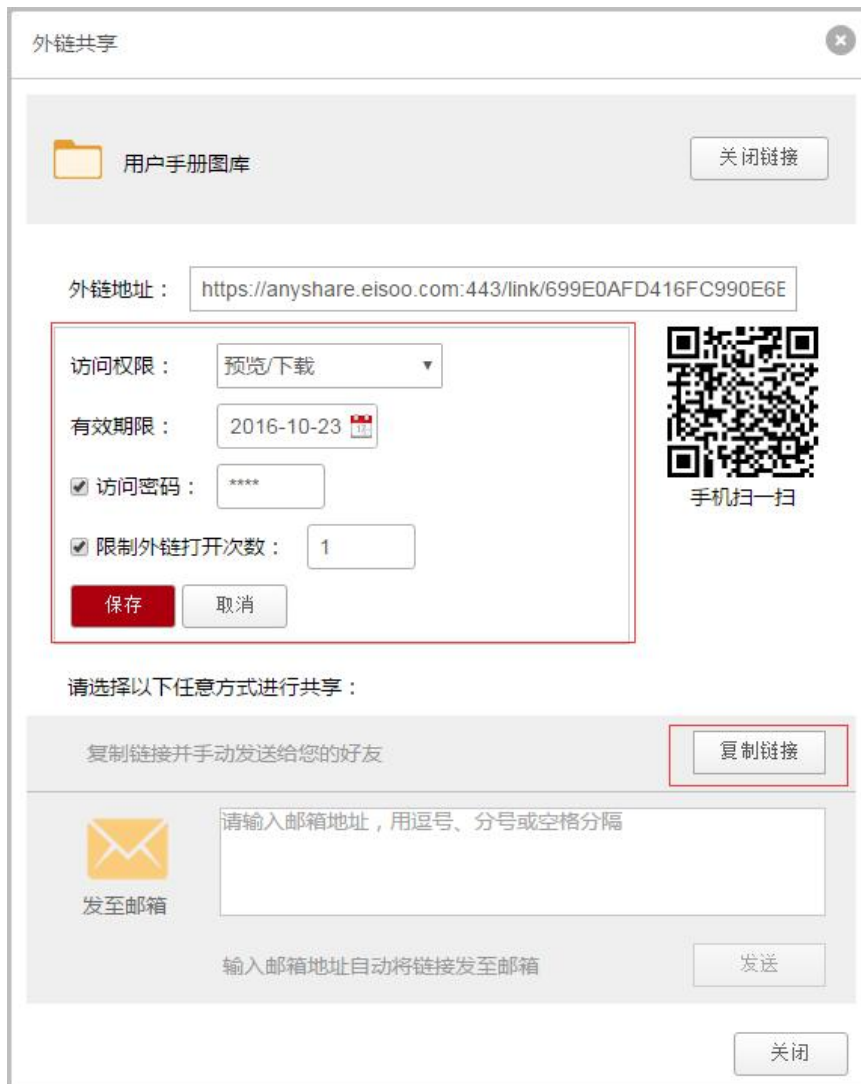 外链共享
用户手册图库
关闭链接
外链地址： https://anyshare.eisoo.com:443/link/699E0AFD416FC990E6E
访问权限： 预览/下载
有效期限： 2016-10-23
访问密码： ****
手机扫一扫
限制外链打开次数： 1
保存 取消
请选择以下任意方式进行共享：
复制链接并手动发送给您的好友 复制链接
请输入邮箱地址，用逗号、分号或空格分隔
发至邮箱
输入邮箱地址自动将链接发至邮箱 发送
关闭